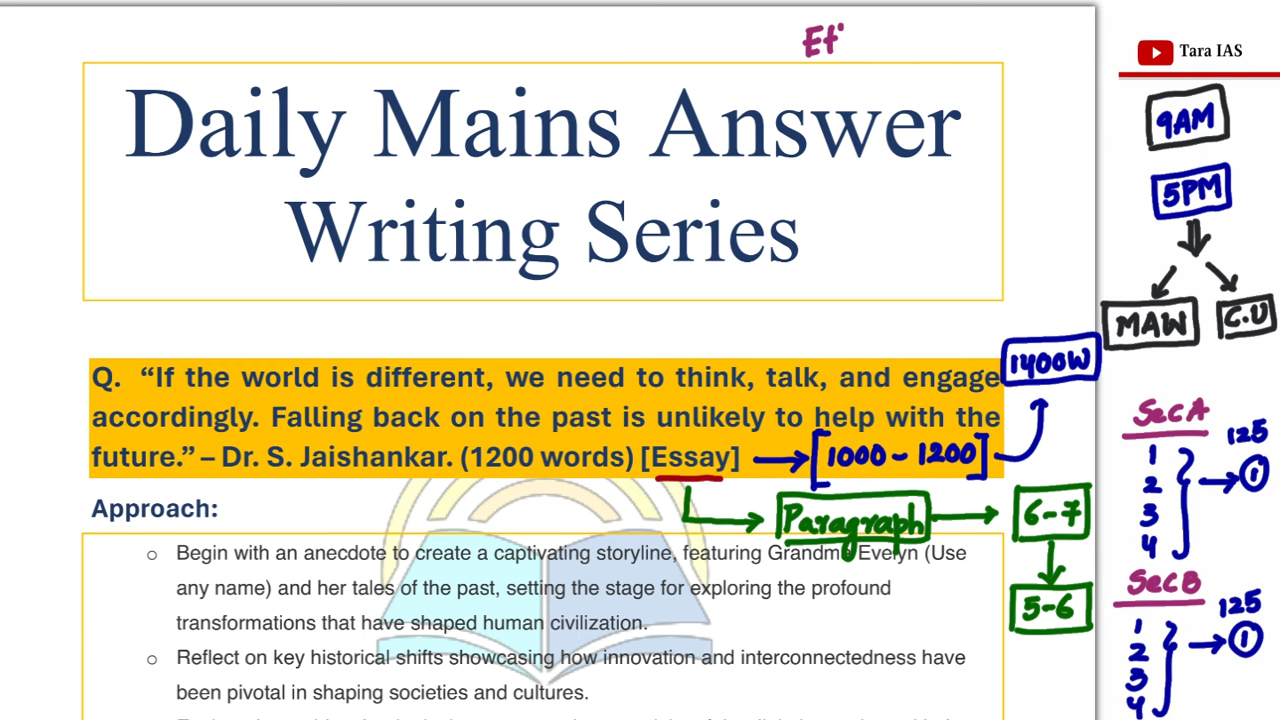 Et'
Tara IAS
Daily Mains Answer
Writing Series
9AM
5PM
MAW C.U
Q. “If the world is different, we need to think, talk, and engage
accordingly. Falling back on the past is unlikely to help with the
future.” – Dr. S. Jaishankar. (1200 words) [Essay]
[1000 - 1200]
1400W
Paragraph
6-7
5-6
Approach:
○ Begin with an anecdote to create a captivating storyline, featuring Grandma Evelyn (Use
any name) and her tales of the past, setting the stage for exploring the profound
transformations that have shaped human civilization.
○ Reflect on key historical shifts showcasing how innovation and interconnectedness have
been pivotal in shaping societies and cultures.
Sec A
125
1
2
3
4
1
Sec B
125
1
2
3
4
1